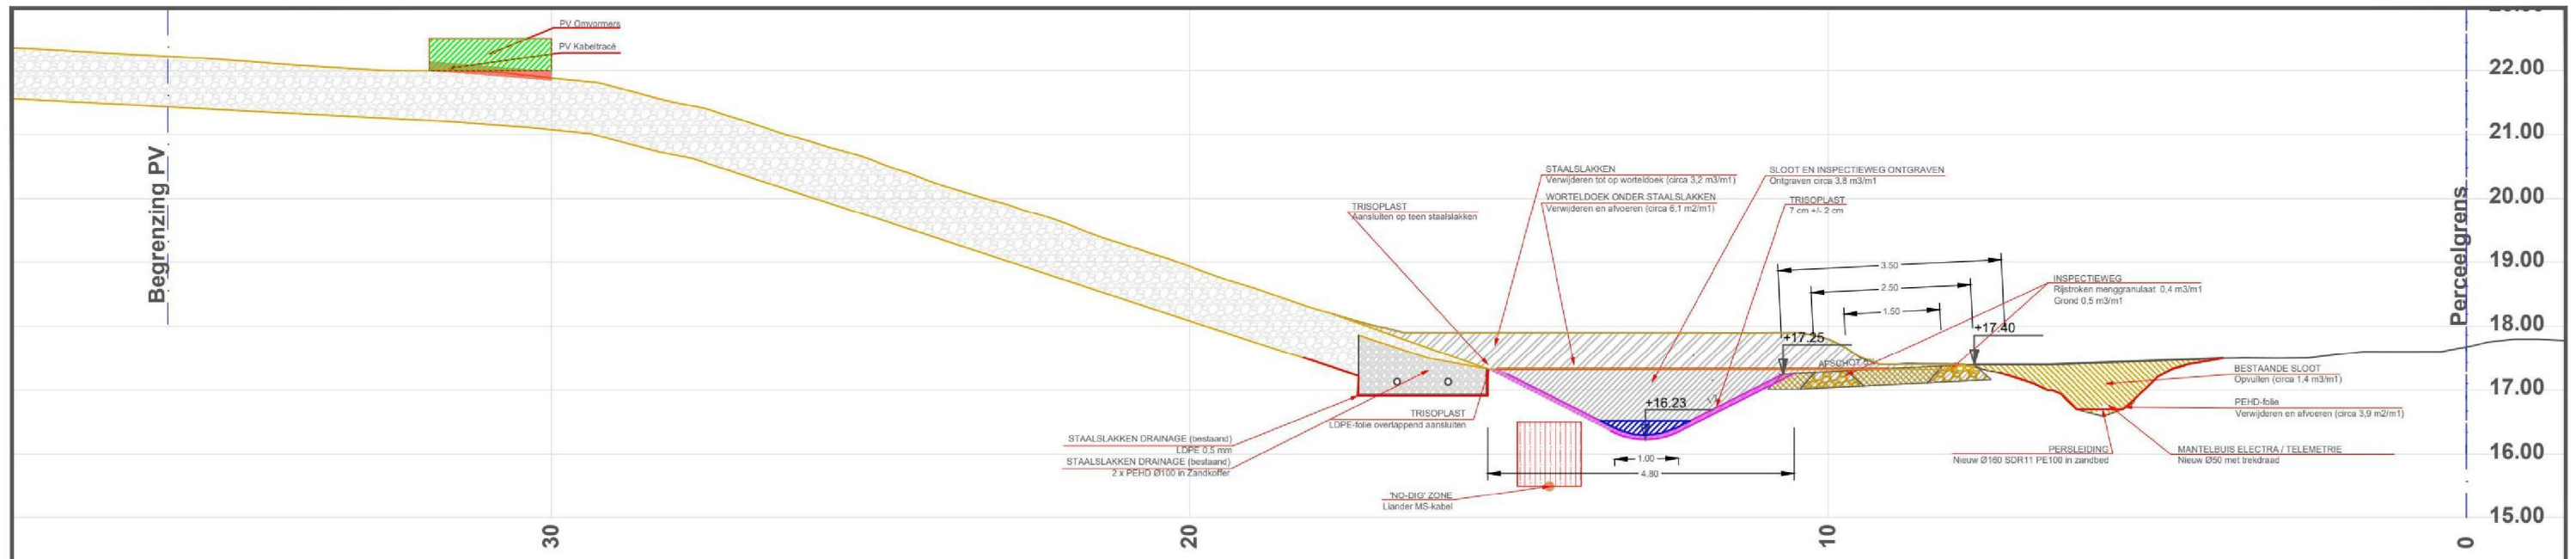 PV Omvormers
PV Kabeltracé
22.00
21.00
20.00
19.00
18.00
17.00
16.00
15.00
Begrenzing PV
Perceelgrens
STAALSLAKKEN
Verwijderen tot op worteldoek (circa 3,2 m3/m1)
WORTELDOEK ONDER STAALSLAKKEN
Verwijderen en afvoeren (circa 6,1 m2/m1)
SLOOT EN INSPECTIEWEG ONTGRAVEN
Ontgraven circa 3,8 m3/m1
TRISOPLAST
Aansluiten op teen staalslakken
TRISOPLAST
7 cm +/- 2 cm
3.50
2.50
1.50
INSPECTIEWEG
Rijstroken menggranulaat 0,4 m3/m1
Grond 0,5 m3/m1
+17.25
+17.40
AFSCHOT
+16.23
BESTAANDE SLOOT
Opvullen (circa 1,4 m3/m1)
PEHD-folie
Verwijderen en afvoeren (circa 3,9 m2/m1)
TRISOPLAST
LDPE-folie overlappend aansluiten
STAALSLAKKEN DRAINAGE (bestaand)
LDPE 0,5 mm
STAALSLAKKEN DRAINAGE (bestaand)
2 x PEHD Ø100 in Zandkoffer
1.00
4.80
PERSLEIDING
Nieuw Ø160 SDR11 PE100 in zandbed
MANTELBUIS ELECTRA / TELEMETRIE
Nieuw Ø50 met trekdraad
'NO-DIG' ZONE
Liander MS-kabel
30
20
10
0